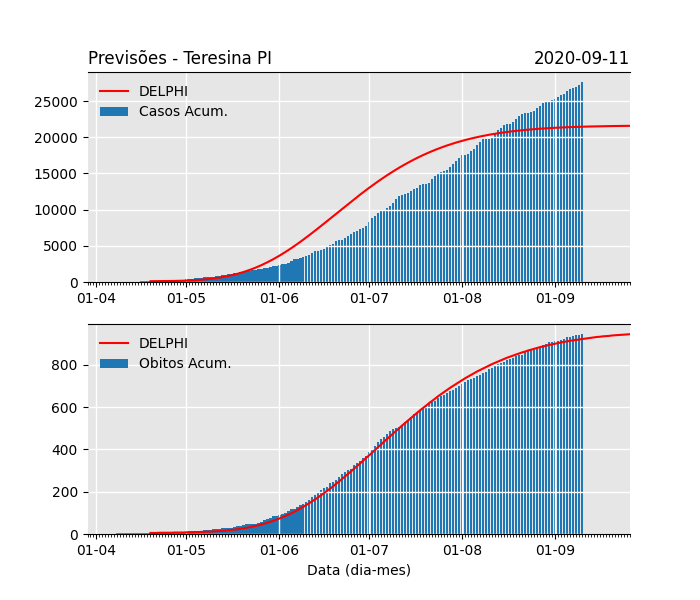 Previsões - Teresina PI 2020-09-11
DELPHI
Casos Acum.
25000
20000
15000
10000
5000
0
01-04 01-05 01-06 01-07 01-08 01-09
DELPHI
Obitos Acum.
800
600
400
200
0
01-04 01-05 01-06 01-07 01-08 01-09
Data (dia-mes)